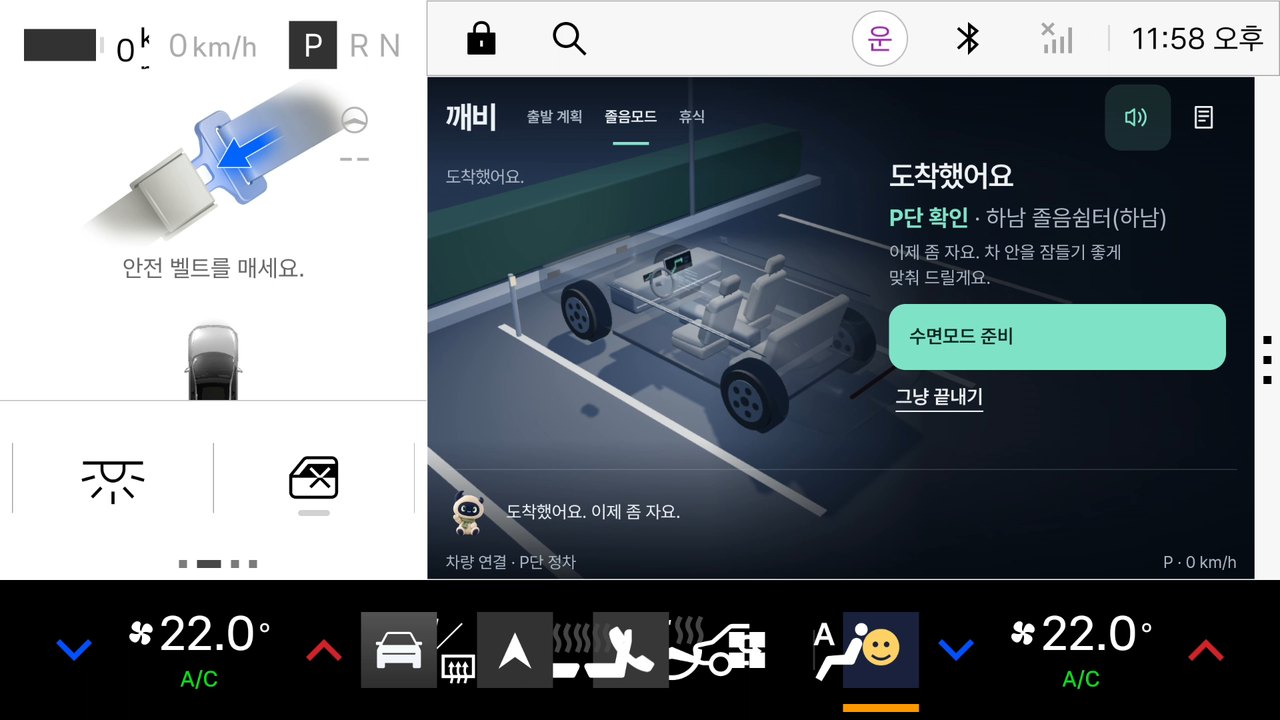 0 km/h
P R N
운
11:58 오후
깨비
출발 계획
졸음모드
휴식
도착했어요.
도착했어요
P단 확인 · 하남 졸음쉼터(하남)
이제 좀 자요. 차 안을 잠들기 좋게
맞춰 드릴게요.
수면모드 준비
그냥 끝내기
안전 벨트를 매세요.
도착했어요. 이제 좀 자요.
차량 연결 · P단 정차
P · 0 km/h
22.0°
A/C
A
22.0°
A/C